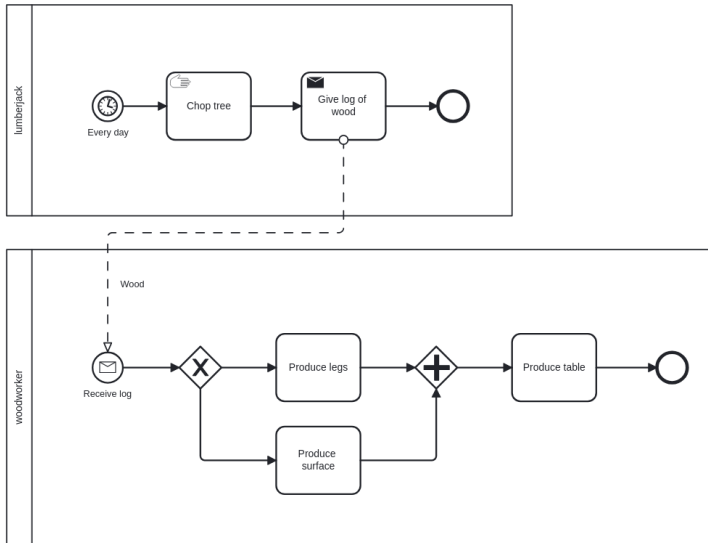 lumberjack
Chop tree
Give log of
wood
Every day
Wood
woodworker
Receive log
Produce legs
Produce table
Produce
surface